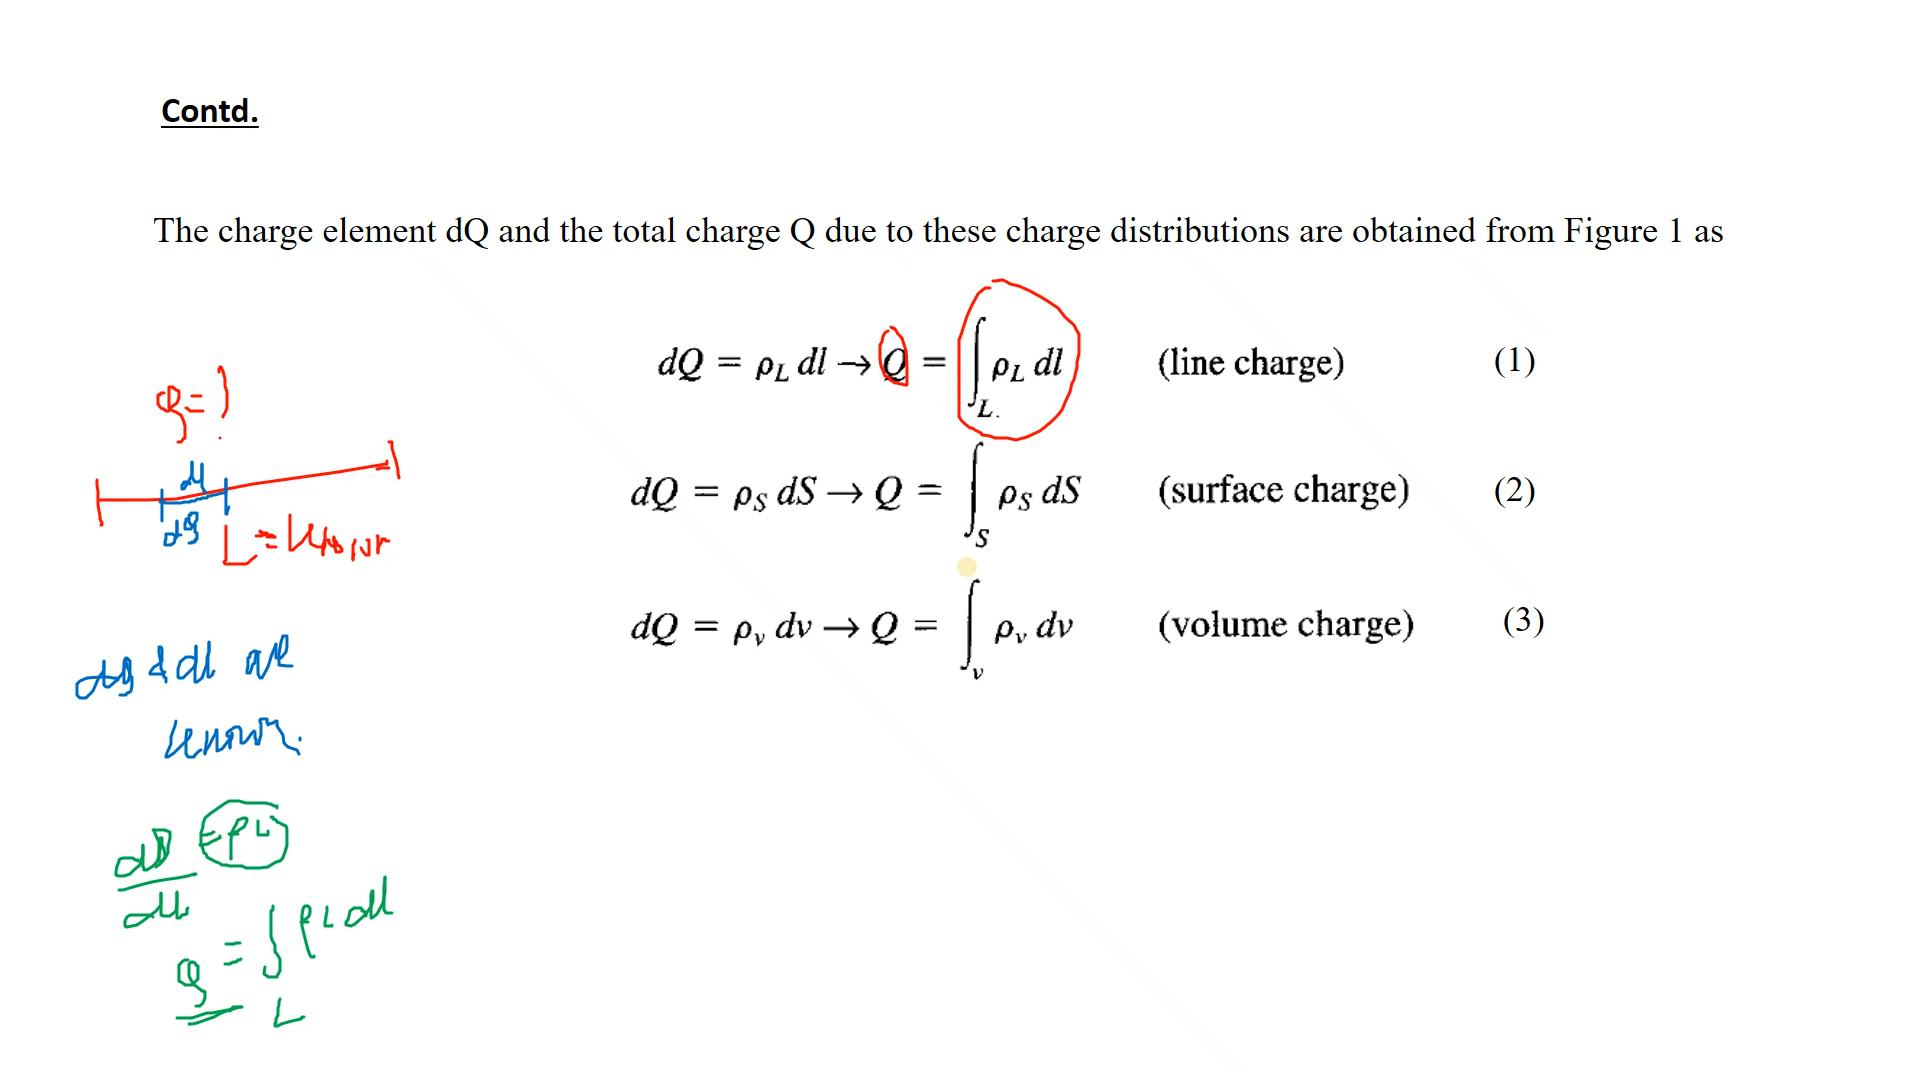 Contd.
The charge element dQ and the total charge Q due to these charge distributions are obtained from Figure 1 as
dQ = ρL dl → Q = ∫L ρL dl (line charge) (1)
dQ = ρS dS → Q = ∫S ρS dS (surface charge) (2)
dQ = ρv dv → Q = ∫v ρv dv (volume charge) (3)
Q = ?
dl
dQ
L = known
dQ & dl are
known.
dQ/dl = ρL
Q = ∫L ρL dl